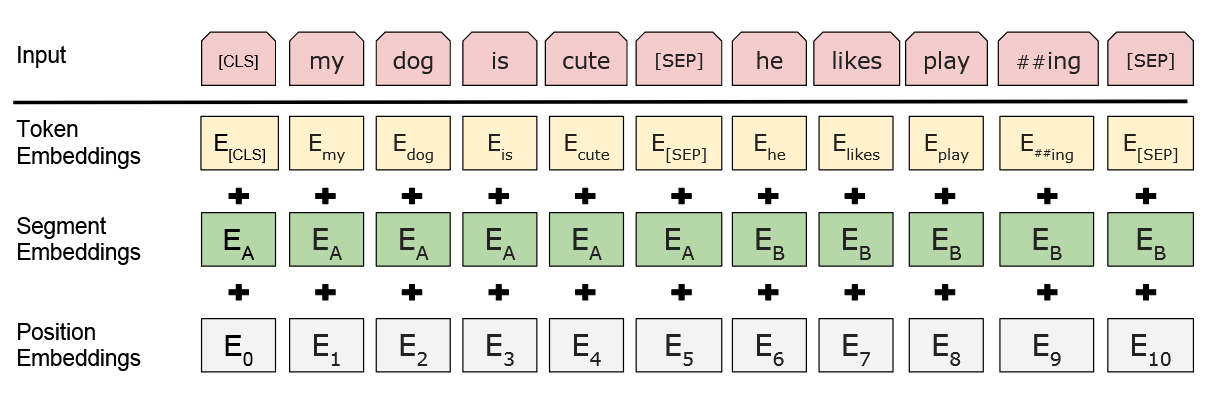 Input [CLS] my dog is cute [SEP] he likes play ##ing [SEP]
Token Embeddings E[CLS] Emy Edog Eis Ecute E[SEP] Ehe Elikes Eplay E##ing E[SEP]
+ + + + + + + + + + +
Segment Embeddings EA EA EA EA EA EA EB EB EB EB EB
+ + + + + + + + + + +
Position Embeddings E0 E1 E2 E3 E4 E5 E6 E7 E8 E9 E10